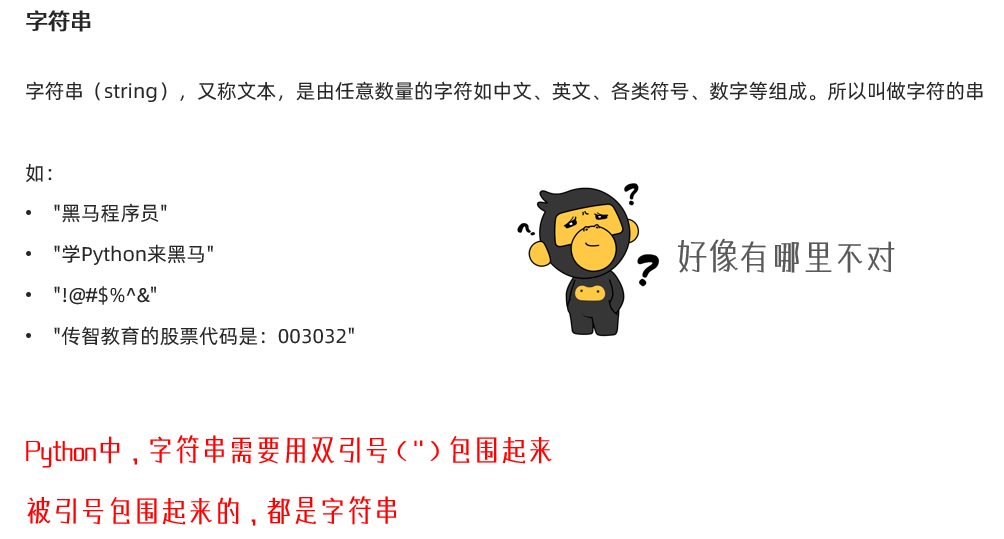 字符串
字符串（string），又称文本，是由任意数量的字符如中文、英文、各类符号、数字等组成。所以叫做字符的串
如：
• "黑马程序员"
• "学Python来黑马"
• "!@#$%^&"
• "传智教育的股票代码是：003032"
? ? ?
好像有哪里不对
Python中，字符串需要用双引号（"）包围起来
被引号包围起来的，都是字符串